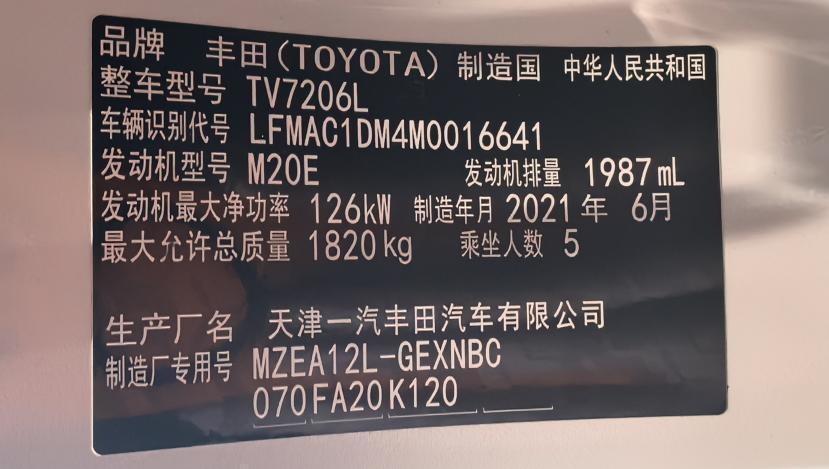 品牌 丰田(TOYOTA) 制造国 中华人民共和国
整车型号 TV7206L
车辆识别代号 LFMAC1DM4M0016641
发动机型号 M20E 发动机排量 1987 mL
发动机最大净功率 126kW 制造年月 2021 年 6月
最大允许总质量 1820kg 乘坐人数 5
生产厂名 天津一汽丰田汽车有限公司
制造厂专用号 MZEA12L-GEXNBC
070 FA20 K120